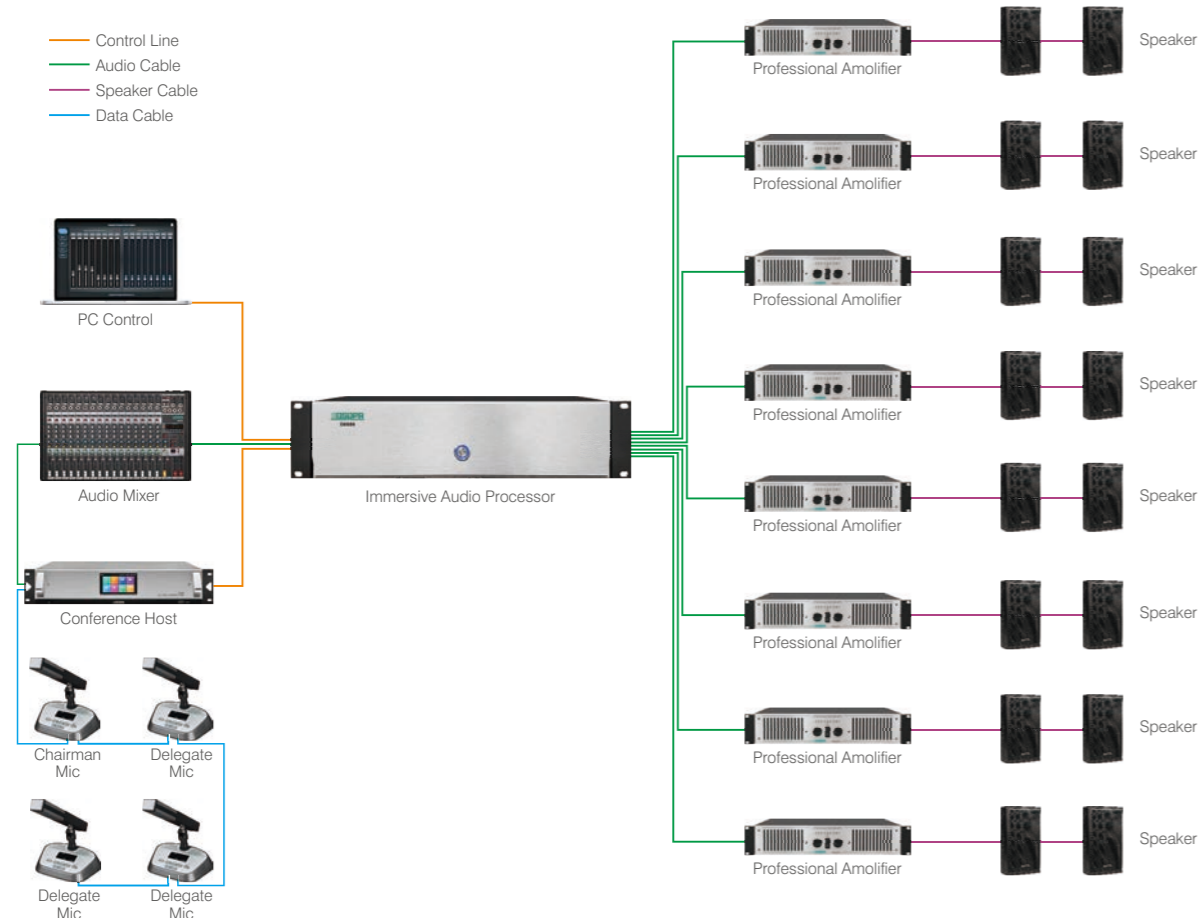 Control Line
Audio Cable
Speaker Cable
Data Cable
PC Control
Audio Mixer
Conference Host
Chairman
Mic
Delegate
Mic
Delegate
Mic
Delegate
Mic
Immersive Audio Processor
Professional Amolifier
Speaker
Professional Amolifier
Speaker
Professional Amolifier
Speaker
Professional Amolifier
Speaker
Professional Amolifier
Speaker
Professional Amolifier
Speaker
Professional Amolifier
Speaker
Professional Amolifier
Speaker